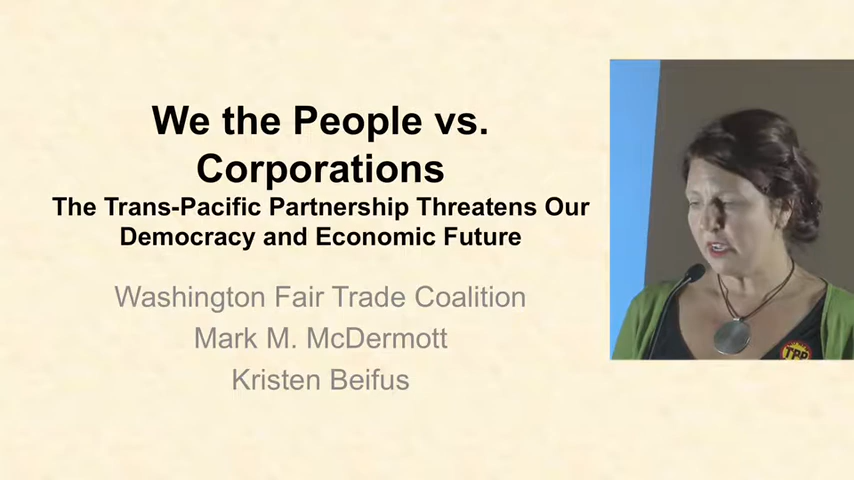 We the People vs.
Corporations
The Trans-Pacific Partnership Threatens Our
Democracy and Economic Future
Washington Fair Trade Coalition
Mark M. McDermott
Kristen Beifus
TPP